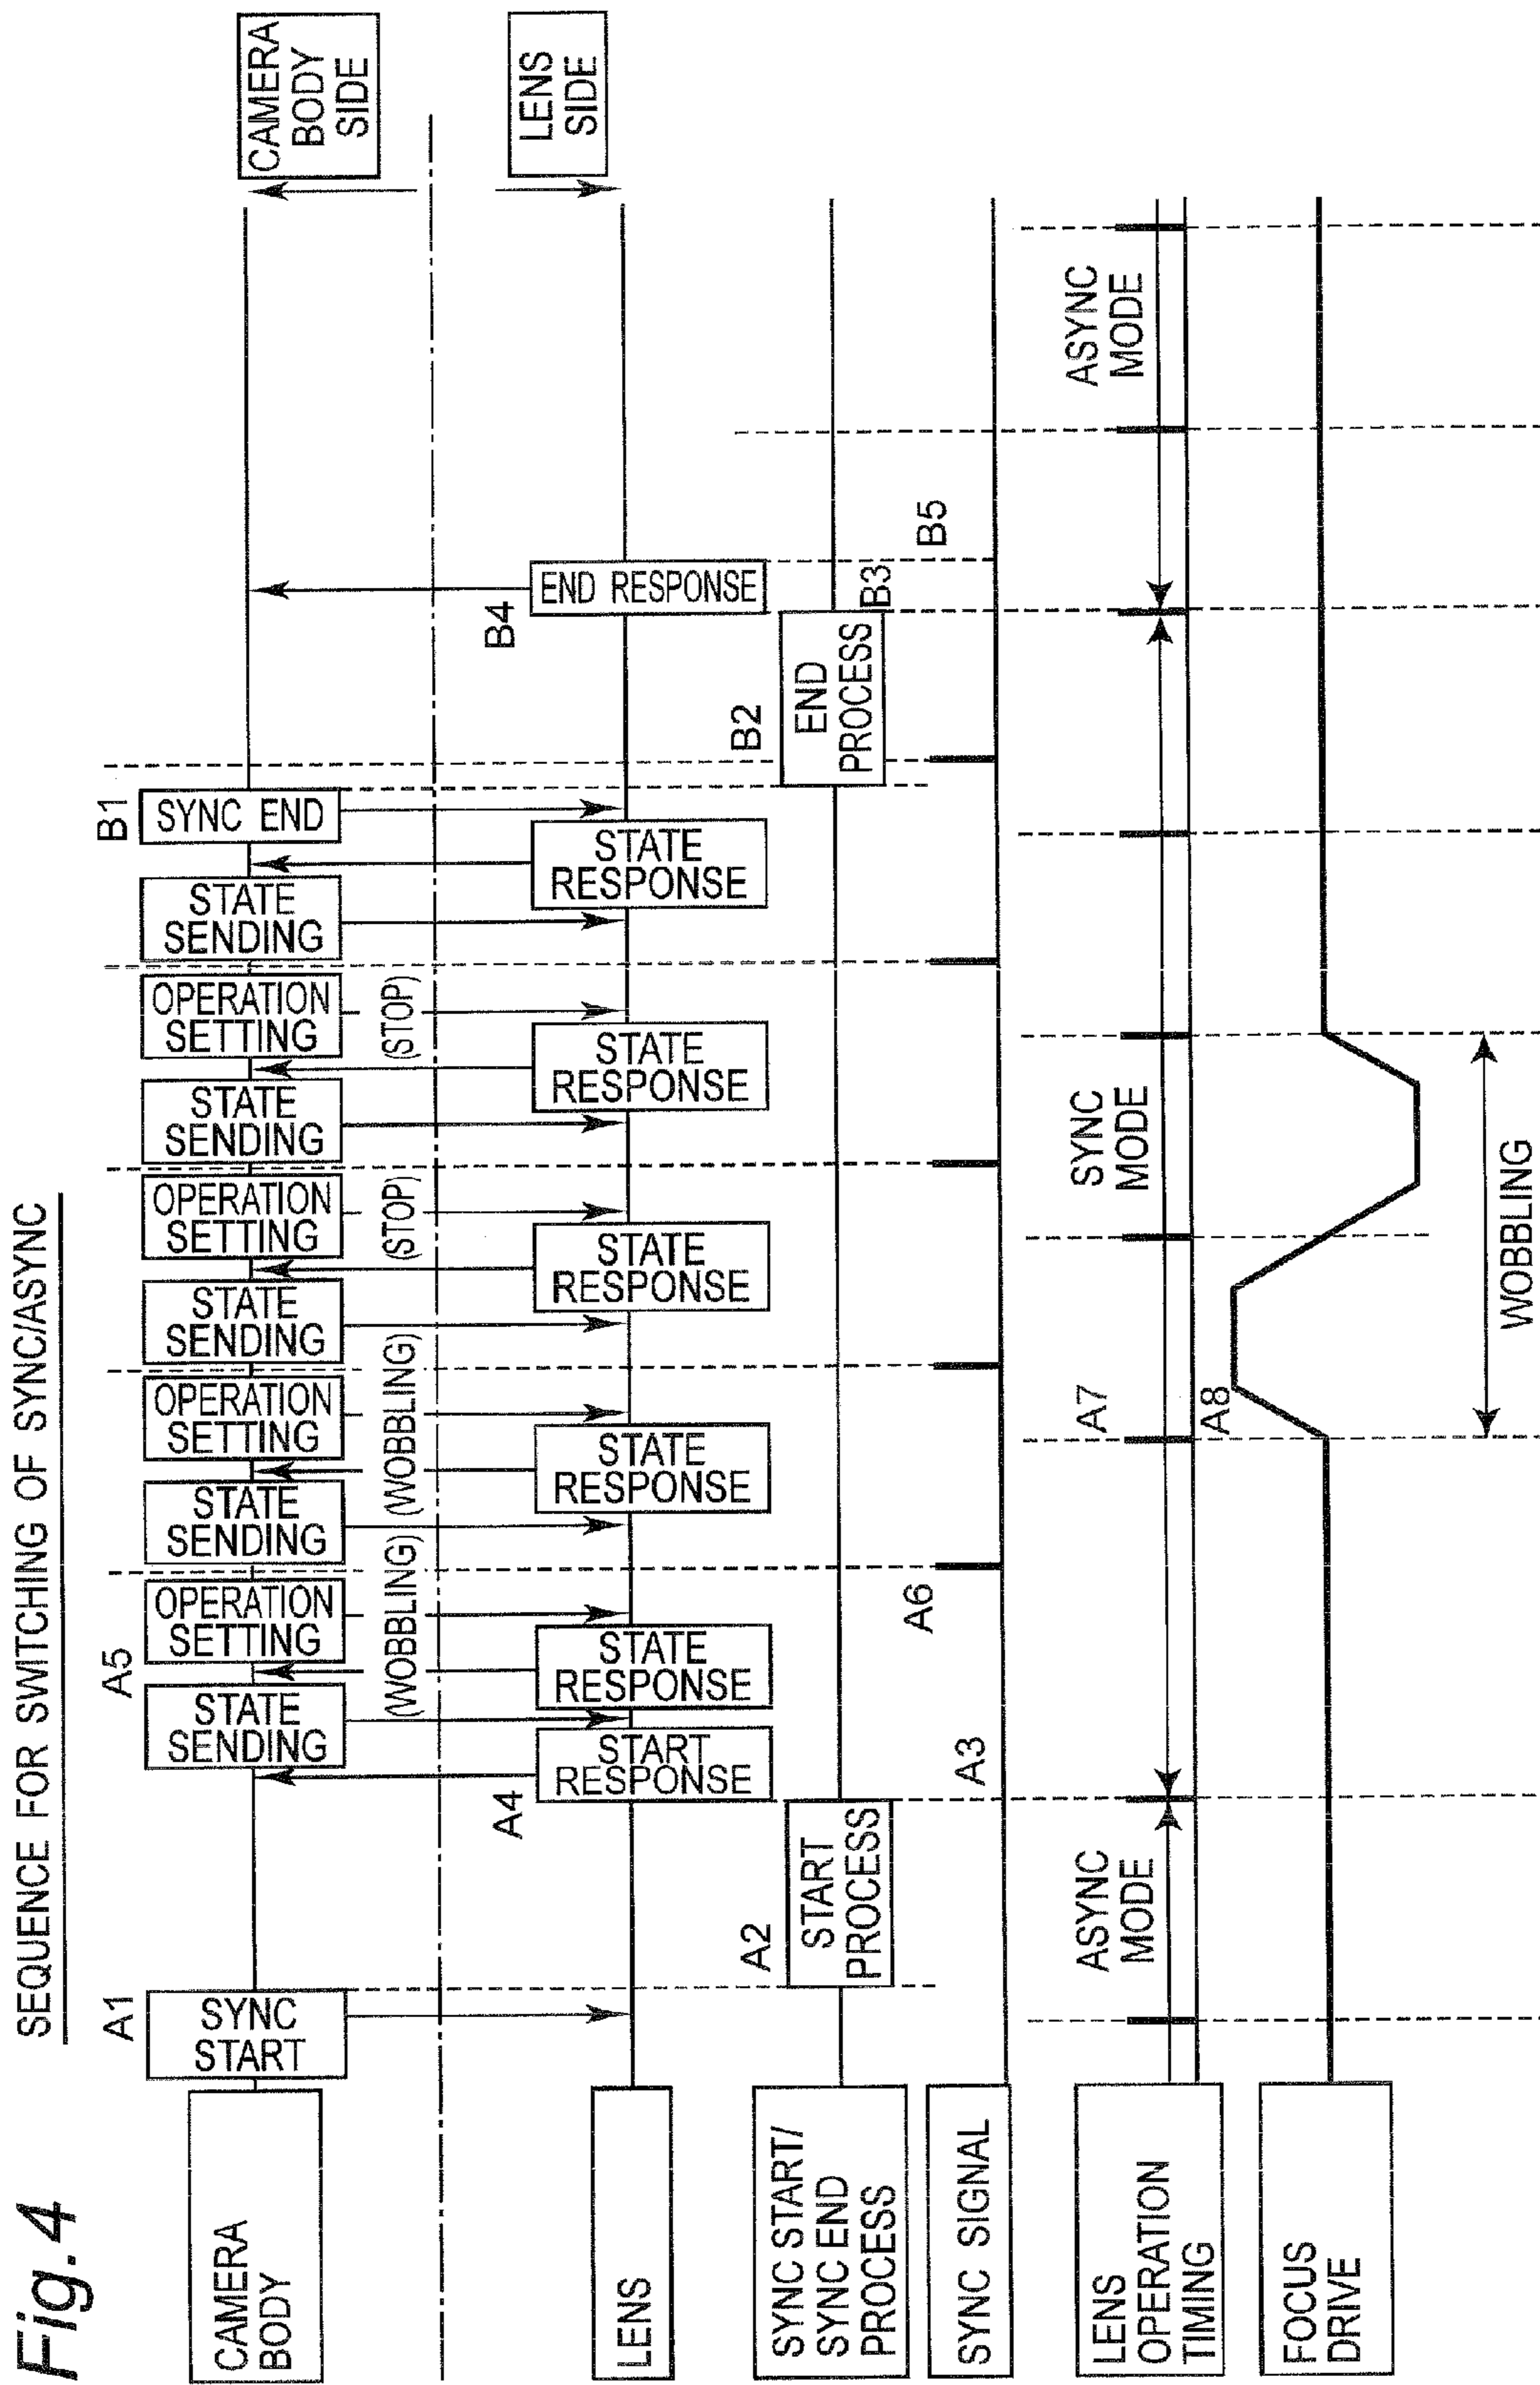 Fig.4
SEQUENCE FOR SWITCHING OF SYNC/ASYNC
CAMERA
BODY
SIDE
LENS
SIDE
CAMERA
BODY
A1
SYNC
START
STATE
SENDING
A5
OPERATION
SETTING
(WOBBLING)
STATE
SENDING
OPERATION
SETTING
(WOBBLING)
STATE
SENDING
OPERATION
SETTING
(STOP)
STATE
SENDING
OPERATION
SETTING
(STOP)
STATE
SENDING
B1
SYNC END
LENS
A4
START
RESPONSE
STATE
RESPONSE
STATE
RESPONSE
STATE
RESPONSE
STATE
RESPONSE
STATE
RESPONSE
B4
END RESPONSE
SYNC START/
SYNC END
PROCESS
A2
START
PROCESS
B2
END
PROCESS
B3
SYNC SIGNAL
A3
A6
B5
LENS
OPERATION
TIMING
ASYNC
MODE
A7
SYNC
MODE
ASYNC
MODE
FOCUS
DRIVE
A8
WOBBLING